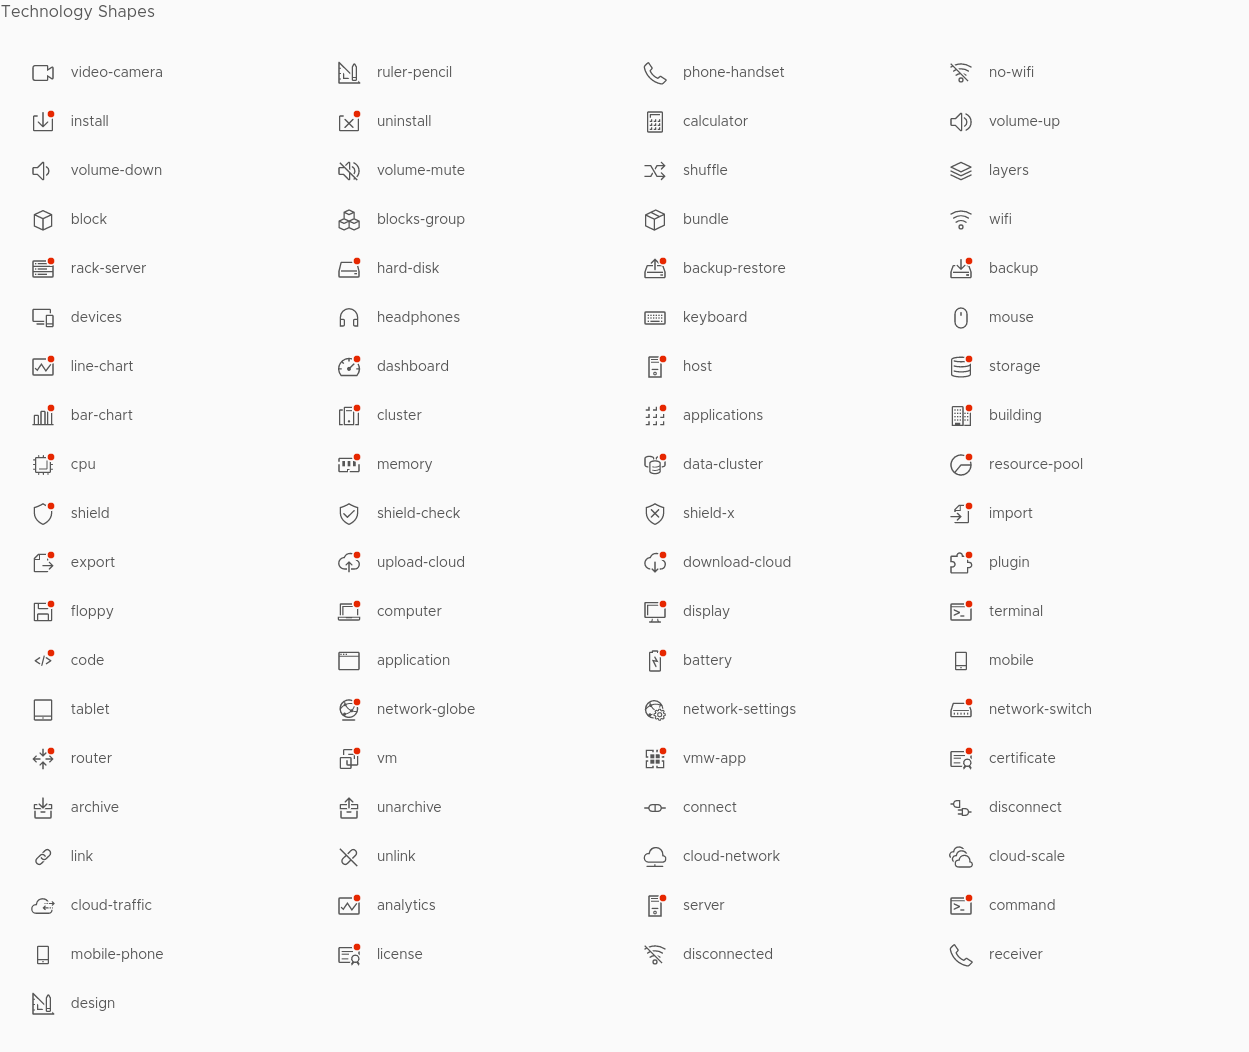 Technology Shapes
video-camera ruler-pencil phone-handset no-wifi
install uninstall calculator volume-up
volume-down volume-mute shuffle layers
block blocks-group bundle wifi
rack-server hard-disk backup-restore backup
devices headphones keyboard mouse
line-chart dashboard host storage
bar-chart cluster applications building
cpu memory data-cluster resource-pool
shield shield-check shield-x import
export upload-cloud download-cloud plugin
floppy computer display terminal
code application battery mobile
tablet network-globe network-settings network-switch
router vm vmw-app certificate
archive unarchive connect disconnect
link unlink cloud-network cloud-scale
cloud-traffic analytics server command
mobile-phone license disconnected receiver
design